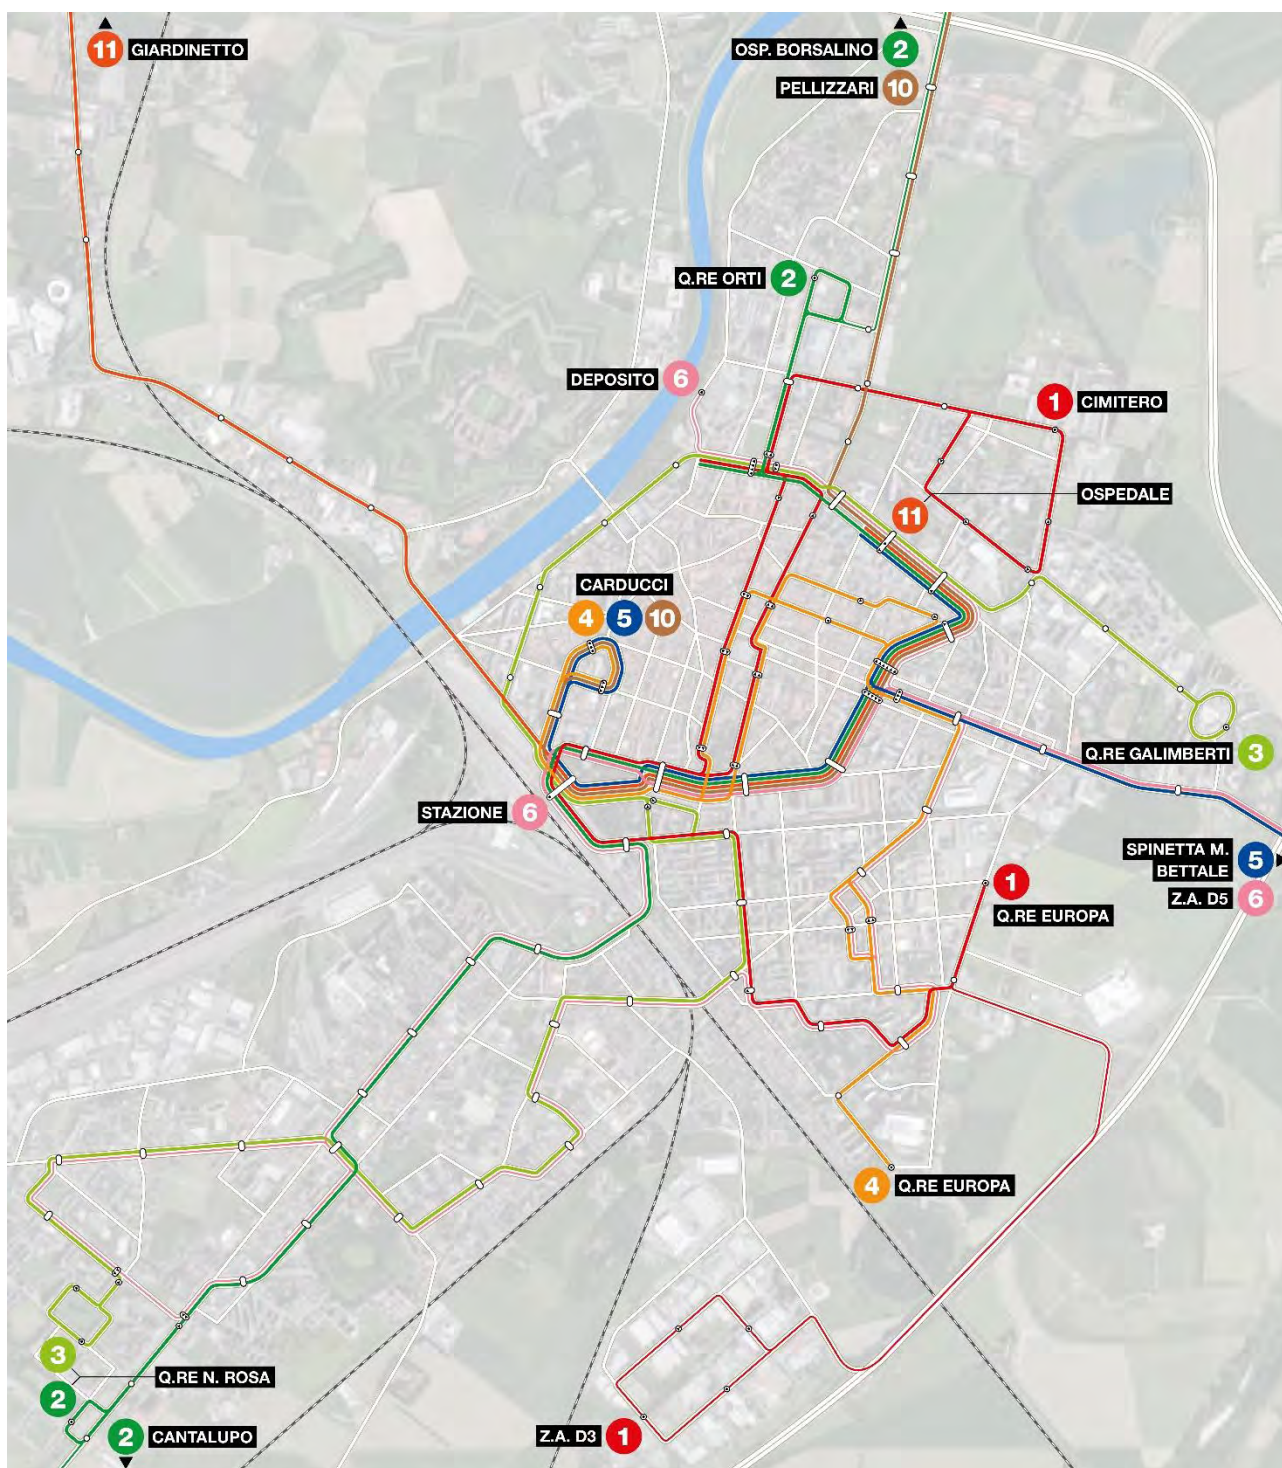 11 GIARDINETTO
OSP. BORSALINO 2
PELLIZZARI 10
Q.RE ORTI 2
DEPOSITO 6
1 CIMITERO
OSPEDALE
11
CARDUCCI
4 5 10
Q.RE GALIMBERTI 3
STAZIONE 6
SPINETTA M.
BETTALE
5
Z.A. D5 6
1
Q.RE EUROPA
4 Q.RE EUROPA
3
Q.RE N. ROSA
2
2 CANTALUPO
Z.A. D3 1